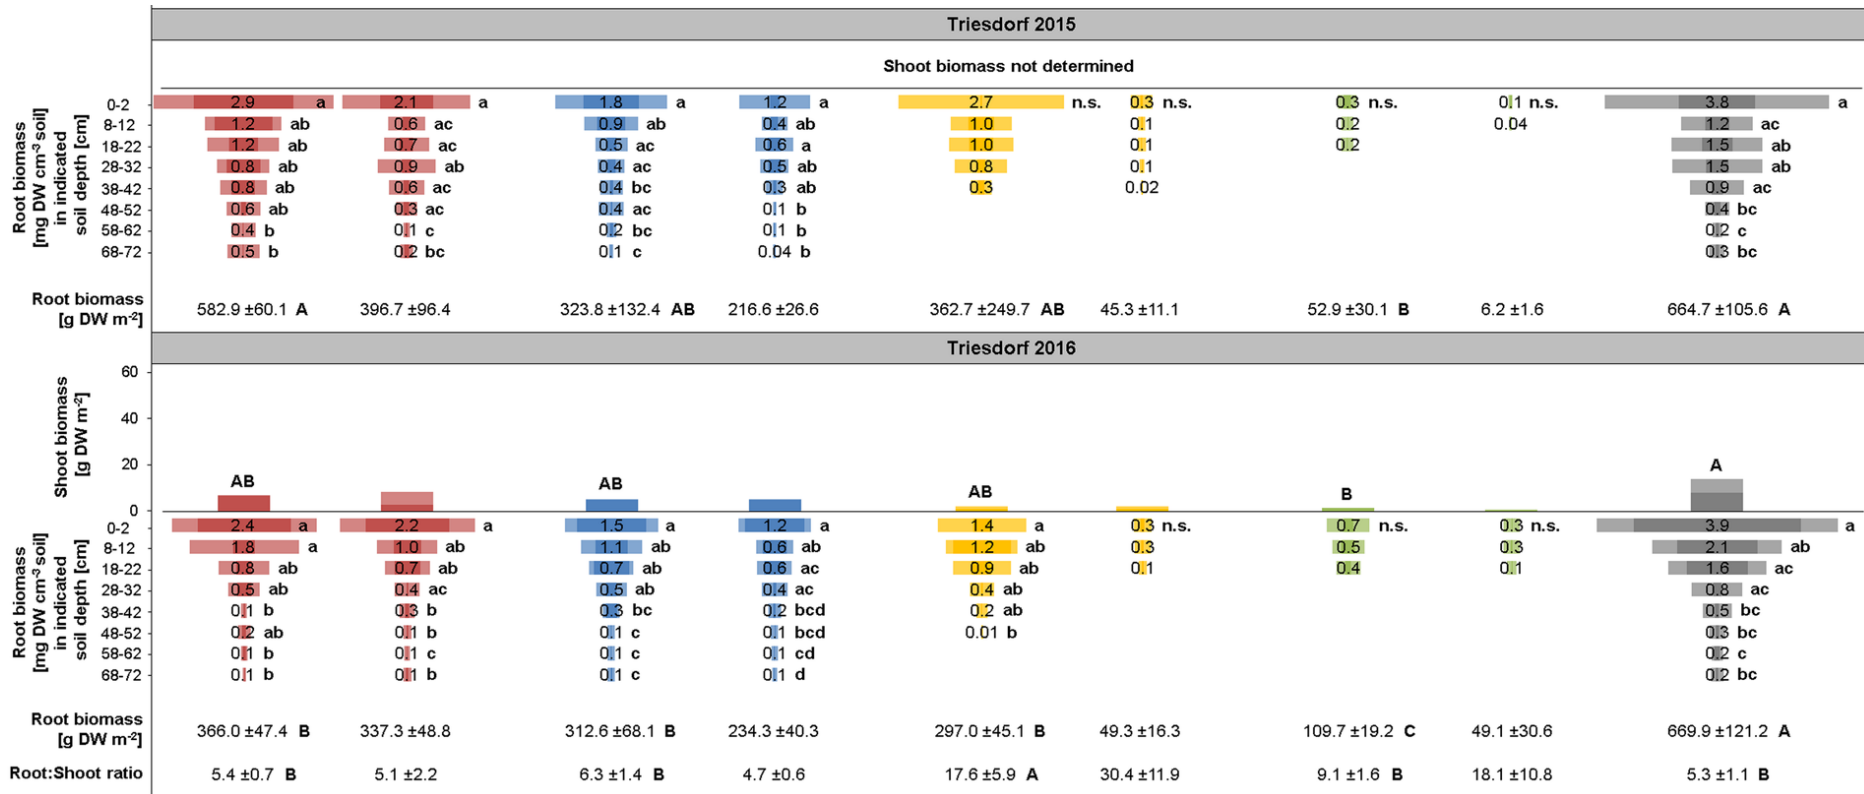 Triesdorf 2015
Shoot biomass not determined
Root biomass
[mg DW cm-3 soil]
in indicated
soil depth [cm]
0-2 2.9 a 2.1 a 1.8 a 1.2 a 2.7 n.s. 0.3 n.s. 0.3 n.s. 0.1 n.s. 3.8 a
8-12 1.2 ab 0.6 ac 0.9 ab 0.4 ab 1.0 0.1 0.2 0.04 1.2 ac
18-22 1.2 ab 0.7 ac 0.5 ac 0.6 a 1.0 0.1 0.2 1.5 ab
28-32 0.8 ab 0.9 ab 0.4 ac 0.5 ab 0.8 0.1 1.5 ab
38-42 0.8 ab 0.6 ac 0.4 bc 0.3 ab 0.3 0.02 0.9 ac
48-52 0.6 ab 0.3 ac 0.4 ac 0.1 b 0.4 bc
58-62 0.4 b 0.1 c 0.2 bc 0.1 b 0.2 c
68-72 0.5 b 0.2 bc 0.1 c 0.04 b 0.3 bc
Root biomass
[g DW m-2]
582.9 ±60.1 A 396.7 ±96.4 323.8 ±132.4 AB 216.6 ±26.6 362.7 ±249.7 AB 45.3 ±11.1 52.9 ±30.1 B 6.2 ±1.6 664.7 ±105.6 A
Triesdorf 2016
Shoot biomass
[g DW m-2]
60
40
20
0
AB AB AB B A
Root biomass
[mg DW cm-3 soil]
in indicated
soil depth [cm]
0-2 2.4 a 2.2 a 1.5 a 1.2 a 1.4 a 0.3 n.s. 0.7 n.s. 0.3 n.s. 3.9 a
8-12 1.8 a 1.0 ab 1.1 ab 0.6 ab 1.2 ab 0.3 0.5 0.3 2.1 ab
18-22 0.8 ab 0.7 ab 0.7 ab 0.6 ac 0.9 ab 0.1 0.4 0.1 1.6 ac
28-32 0.5 ab 0.4 ac 0.5 ab 0.4 ac 0.4 ab 0.8 ac
38-42 0.1 b 0.3 b 0.3 bc 0.2 bcd 0.2 ab 0.5 bc
48-52 0.2 ab 0.1 b 0.1 c 0.1 bcd 0.01 b 0.3 bc
58-62 0.1 b 0.1 c 0.1 c 0.1 cd 0.2 c
68-72 0.1 b 0.1 b 0.1 c 0.1 d 0.2 bc
Root biomass
[g DW m-2]
366.0 ±47.4 B 337.3 ±48.8 312.6 ±68.1 B 234.3 ±40.3 297.0 ±45.1 B 49.3 ±16.3 109.7 ±19.2 C 49.1 ±30.6 669.9 ±121.2 A
Root:Shoot ratio 5.4 ±0.7 B 5.1 ±2.2 6.3 ±1.4 B 4.7 ±0.6 17.6 ±5.9 A 30.4 ±11.9 9.1 ±1.6 B 18.1 ±10.8 5.3 ±1.1 B